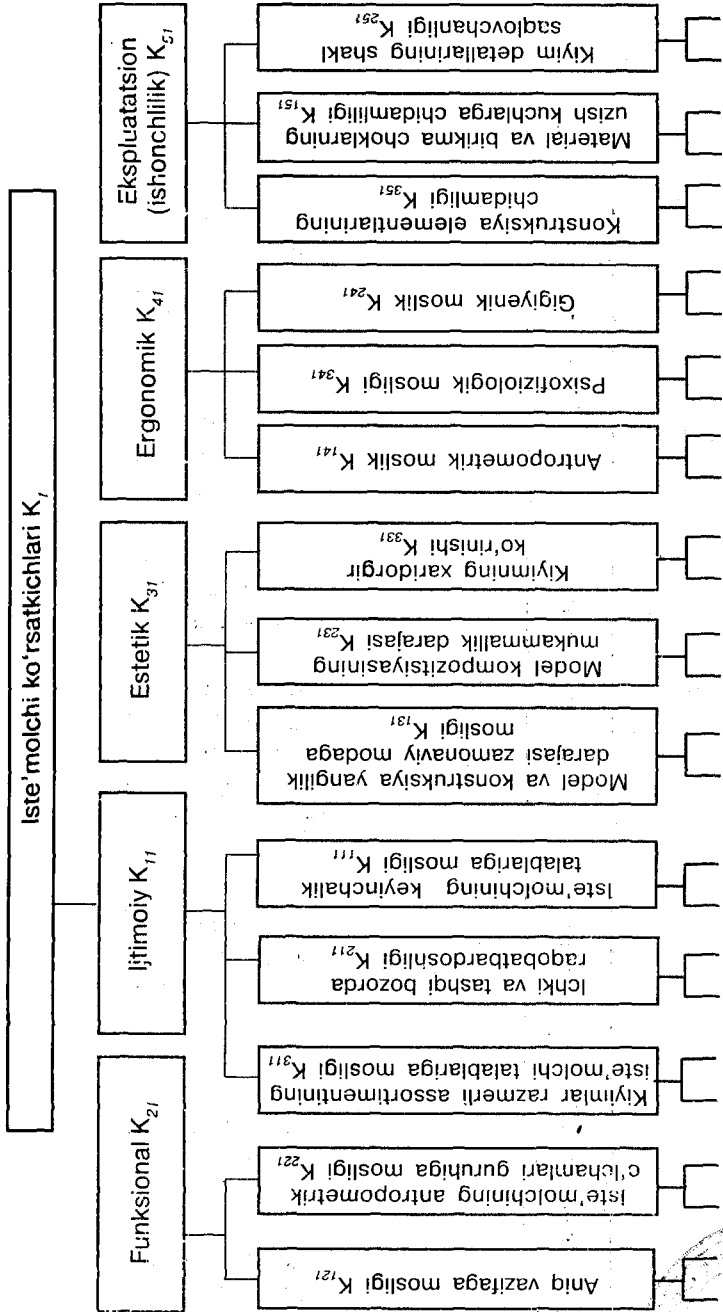 Iste'molchi ko'rsatkichlari K₁
Funksional K₂₁
Ijtimoiy K₁₁
Estetik K₃₁
Ergonomik K₄₁
Ekspluatatsion
(ishonchlilik) K₅₁
Aniq vazifaga mosligi K₁₂₁
Iste'molchining antropometrik
o'lchamlari guruhiga mosligi K₂₂₁
Kiyimlar razmerli assortimentining
iste'molchi talablariga mosligi K₃₁₁
Ichki va tashqi bozorda
raqobatbardoshligi K₂₁₁
Iste'molchining keyinchalik
talablariga mosligi K₁₁₁
Model va konstruksiya yangilik
darajasi zamonaviy modaga
mosligi K₁₃₁
Model kompozitsiyasining
mukammallik darajasi K₂₃₁
Kiyimning xaridorgir
ko'rinishi K₃₃₁
Antropometrik moslik K₁₄₁
Psixofiziologik mosligi K₃₄₁
Gigiyenik moslik K₂₄₁
Konstruksiya elementlarining
chidamligi K₃₅₁
Material va birikma choklarning
uzish kuchlarga chidamliligi K₁₅₁
Kiyim detallarining shakl
saqlovchanligi K₂₅₁